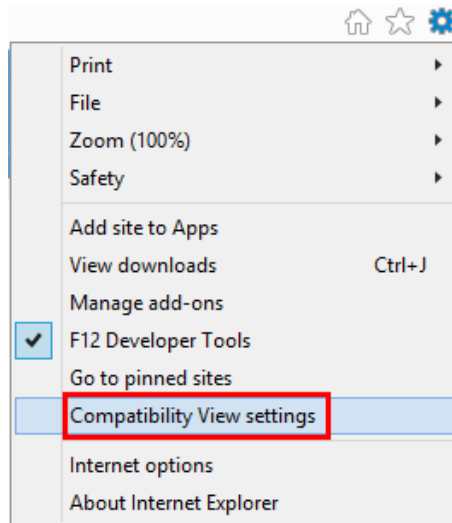 Print
File
Zoom (100%)
Safety
Add site to Apps
View downloads Ctrl+J
Manage add-ons
F12 Developer Tools
Go to pinned sites
Compatibility View settings
Internet options
About Internet Explorer